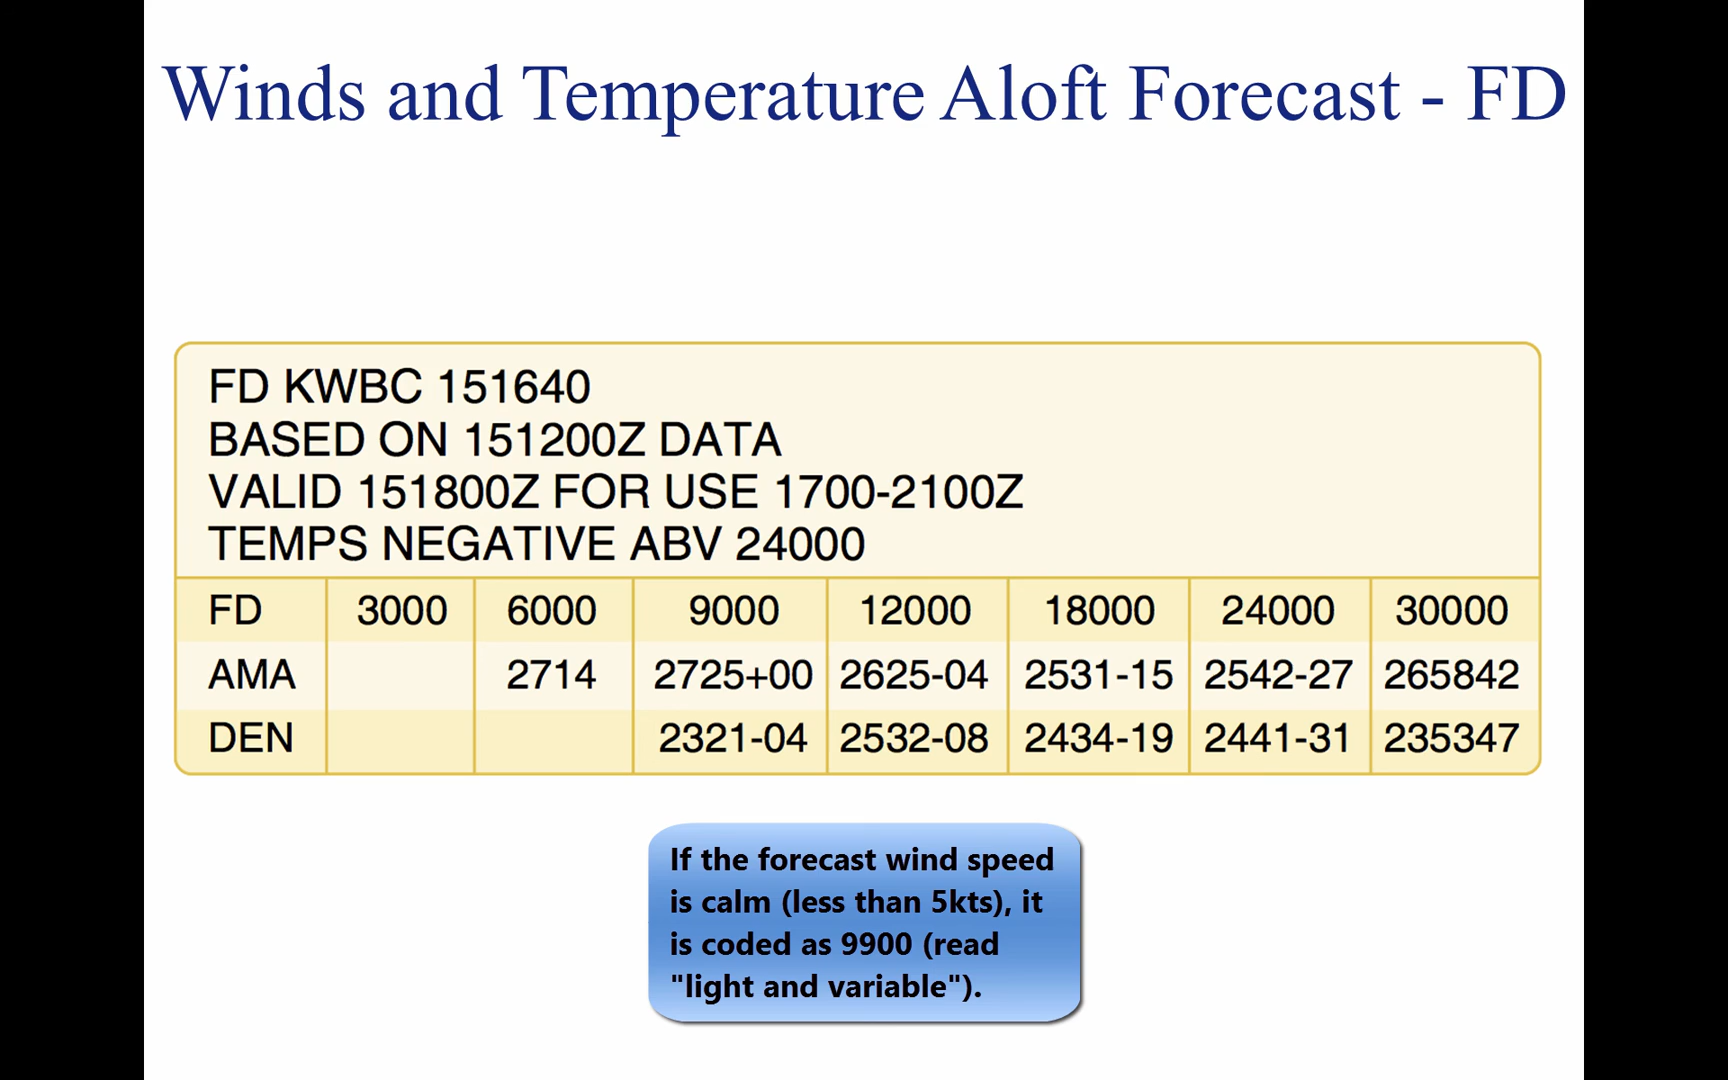 Winds and Temperature Aloft Forecast - FD
FD KWBC 151640
BASED ON 151200Z DATA
VALID 151800Z FOR USE 1700-2100Z
TEMPS NEGATIVE ABV 24000
FD 3000 6000 9000 12000 18000 24000 30000
AMA 2714 2725+00 2625-04 2531-15 2542-27 265842
DEN 2321-04 2532-08 2434-19 2441-31 235347
If the forecast wind speed
is calm (less than 5kts), it
is coded as 9900 (read
"light and variable").